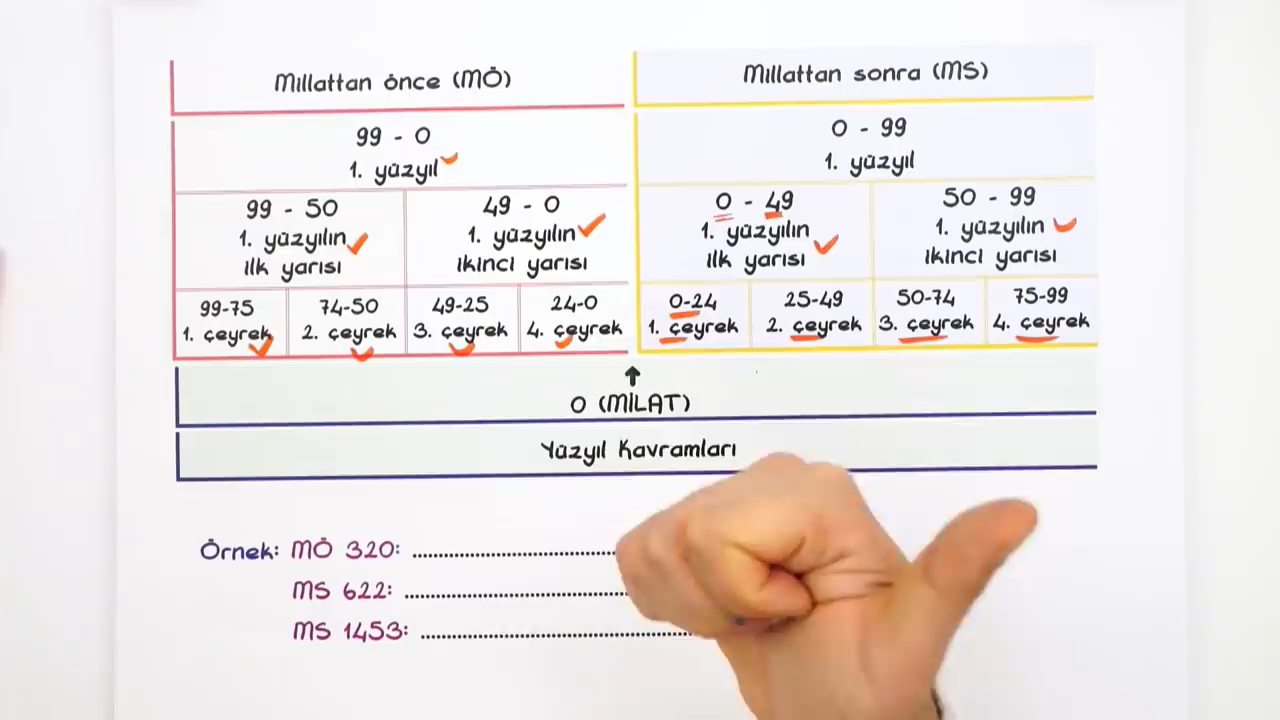 Millattan önce (MÖ)
Millattan sonra (MS)
99 - 0
1. yüzyıl
0 - 99
1. yüzyıl
99 - 50
1. yüzyılın
ilk yarısı
49 - 0
1. yüzyılın
ikinci yarısı
0 - 49
1. yüzyılın
ilk yarısı
50 - 99
1. yüzyılın
ikinci yarısı
99-75
1. çeyrek
74-50
2. çeyrek
49-25
3. çeyrek
24-0
4. çeyrek
0-24
1. çeyrek
25-49
2. çeyrek
50-74
3. çeyrek
75-99
4. çeyrek
0 (MİLAT)
Yüzyıl Kavramları
Örnek: MÖ 320: ..............................
MS 622: ..............................
MS 1453: ..............................